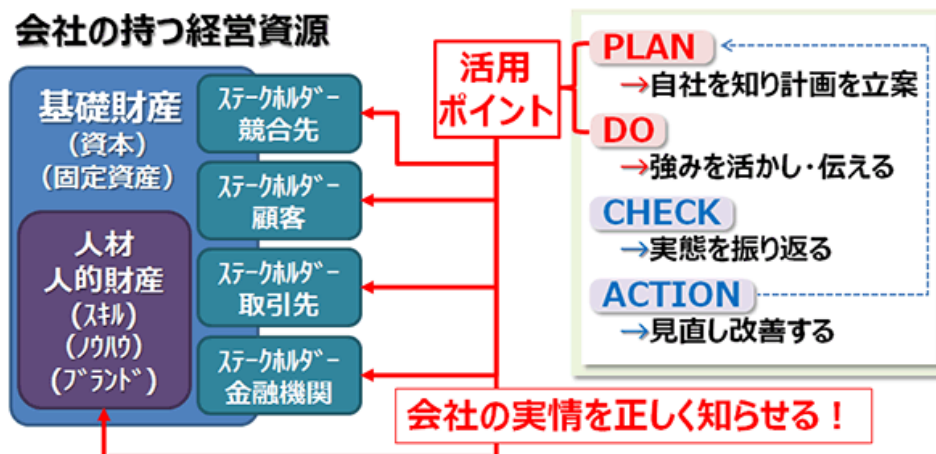 会社の持つ経営資源
基礎財産
(資本)
(固定資産)
人材
人的財産
(ｽｷﾙ)
(ﾉｳﾊｳ)
(ﾌﾞﾗﾝﾄﾞ)
ｽﾃｰｸﾎﾙﾀﾞｰ
競合先
ｽﾃｰｸﾎﾙﾀﾞｰ
顧客
ｽﾃｰｸﾎﾙﾀﾞｰ
取引先
ｽﾃｰｸﾎﾙﾀﾞｰ
金融機関
活用
ポイント
PLAN
→自社を知り計画を立案
DO
→強みを活かし・伝える
CHECK
→実態を振り返る
ACTION
→見直し改善する
会社の実情を正しく知らせる！